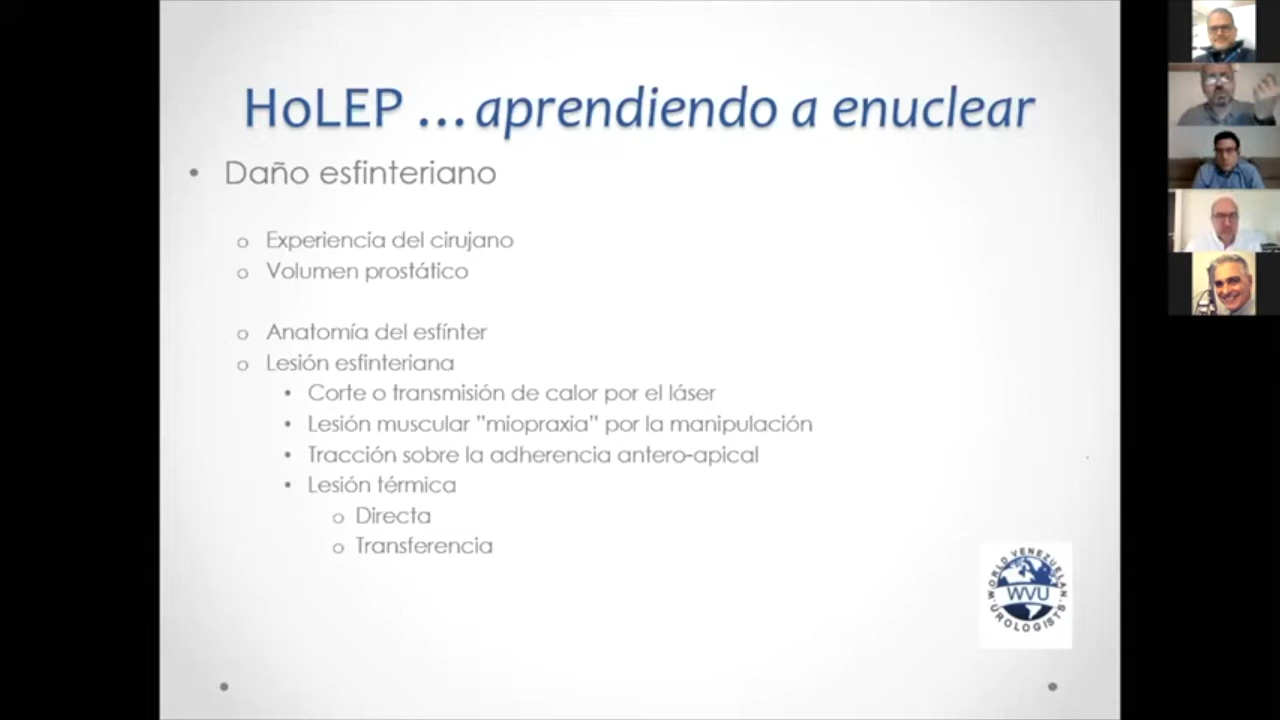 HoLEP ...aprendiendo a enuclear
• Daño esfinteriano
o Experiencia del cirujano
o Volumen prostático
o Anatomía del esfínter
o Lesión esfinteriana
• Corte o transmisión de calor por el láser
• Lesión muscular ”miopraxia” por la manipulación
• Tracción sobre la adherencia antero-apical
• Lesión térmica
o Directa
o Transferencia
WORLD VENEZUELAN
WVU
UROLOGISTS